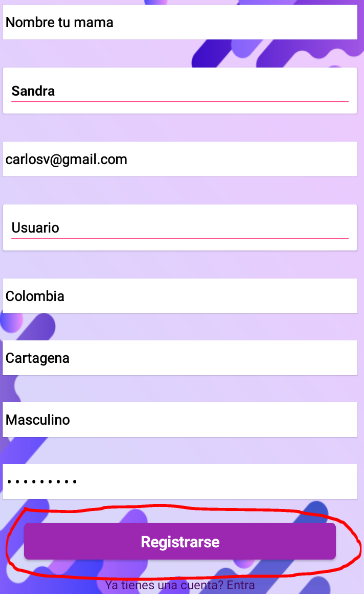 Nombre tu mama
Sandra
carlosv@gmail.com
Usuario
Colombia
Cartagena
Masculino
•••••••••
Registrarse
Ya tienes una cuenta? Entra